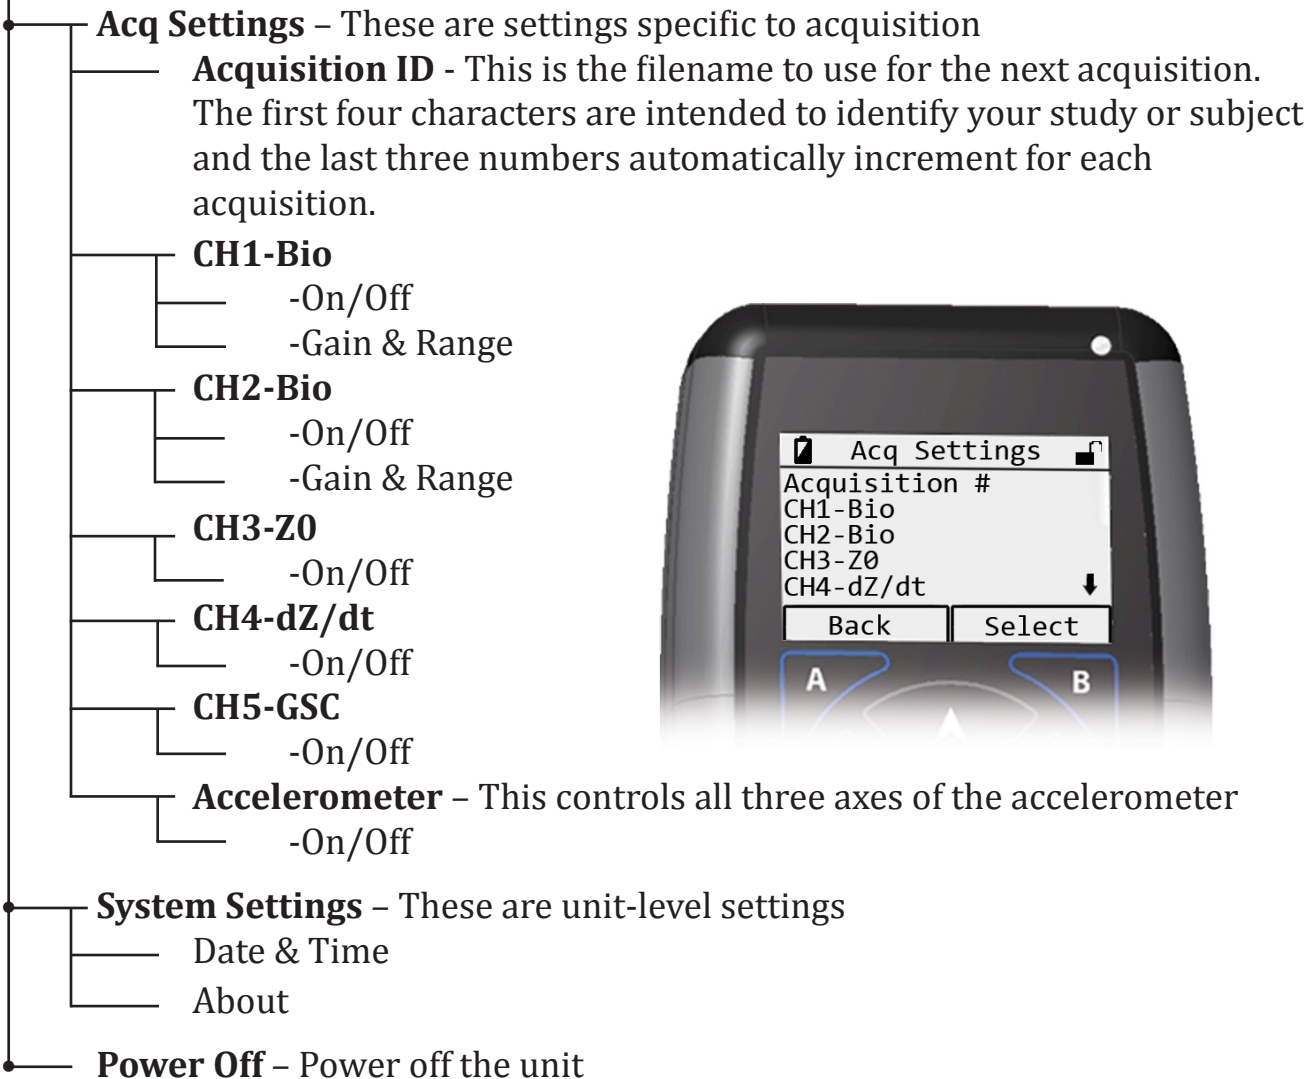 Acq Settings – These are settings specific to acquisition
Acquisition ID - This is the filename to use for the next acquisition.
The first four characters are intended to identify your study or subject
and the last three numbers automatically increment for each
acquisition.
CH1-Bio
-On/Off
-Gain & Range
CH2-Bio
-On/Off
-Gain & Range
CH3-Z0
-On/Off
CH4-dZ/dt
-On/Off
CH5-GSC
-On/Off
Accelerometer – This controls all three axes of the accelerometer
-On/Off
System Settings – These are unit-level settings
Date & Time
About
Power Off – Power off the unit
Acq Settings
Acquisition #
CH1-Bio
CH2-Bio
CH3-Z0
CH4-dZ/dt
Back Select
A B